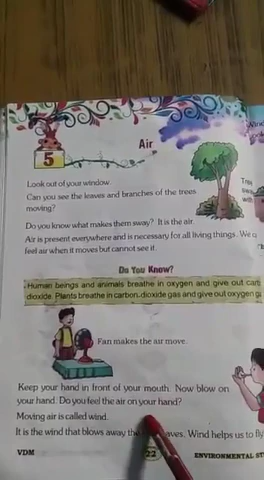 5
Air
Look out of your window.
Can you see the leaves and branches of the trees
moving?
Do you know what makes them sway? It is the air.
Air is present everywhere and is necessary for all living things. We
feel air when it moves but cannot see it.
Tree
with
Do You Know?
Human beings and animals breathe in oxygen and give out
dioxide. Plants breathe in carbon dioxide gas and give out oxygen
Fan makes the air move.
Keep your hand in front of your mouth. Now blow on
your hand. Do you feel the air on your hand?
Moving air is called wind.
It is the wind that blows away the Wind helps us to fly
VDM
22
ENVIRONMENTAL